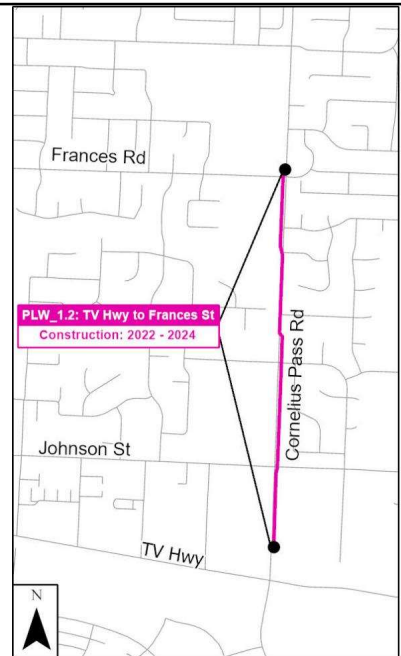 Frances Rd
PLW_1.2: TV Hwy to Frances St
Construction: 2022 - 2024
Cornelius Pass Rd
Johnson St
TV Hwy
N